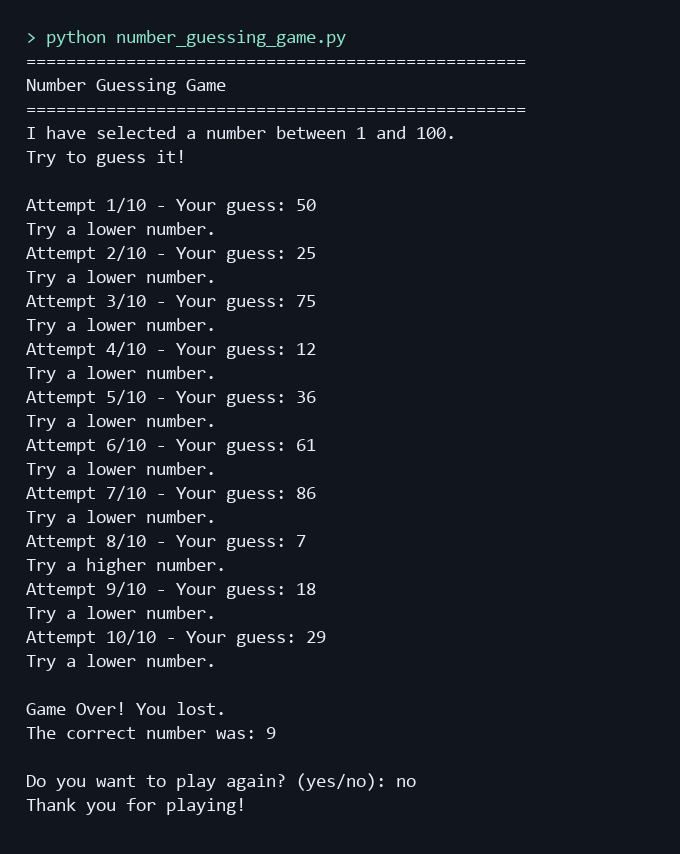 > python number_guessing_game.py
==================================================
Number Guessing Game
==================================================
I have selected a number between 1 and 100.
Try to guess it!

Attempt 1/10 - Your guess: 50
Try a lower number.
Attempt 2/10 - Your guess: 25
Try a lower number.
Attempt 3/10 - Your guess: 75
Try a lower number.
Attempt 4/10 - Your guess: 12
Try a lower number.
Attempt 5/10 - Your guess: 36
Try a lower number.
Attempt 6/10 - Your guess: 61
Try a lower number.
Attempt 7/10 - Your guess: 86
Try a lower number.
Attempt 8/10 - Your guess: 7
Try a higher number.
Attempt 9/10 - Your guess: 18
Try a lower number.
Attempt 10/10 - Your guess: 29
Try a lower number.

Game Over! You lost.
The correct number was: 9

Do you want to play again? (yes/no): no
Thank you for playing!